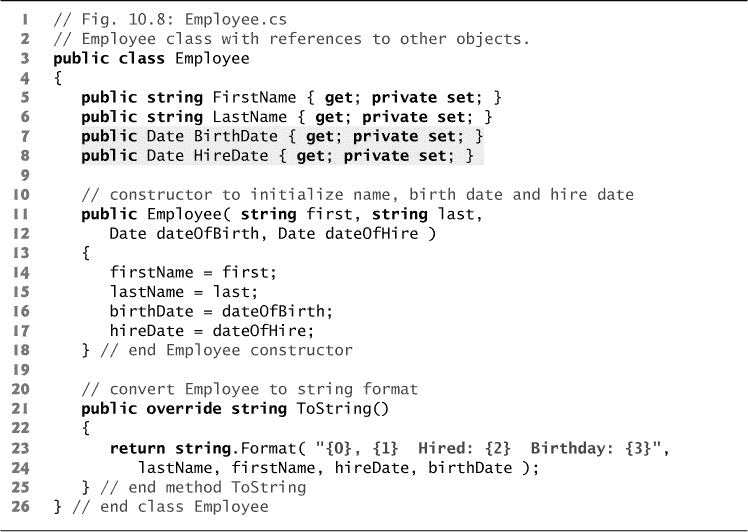 1 // Fig. 10.8: Employee.cs
2 // Employee class with references to other objects.
3 public class Employee
4 {
5 public string FirstName { get; private set; }
6 public string LastName { get; private set; }
7 public Date BirthDate { get; private set; }
8 public Date HireDate { get; private set; }
9
10 // constructor to initialize name, birth date and hire date
11 public Employee( string first, string last,
12 Date dateOfBirth, Date dateOfHire )
13 {
14 firstName = first;
15 lastName = last;
16 birthDate = dateOfBirth;
17 hireDate = dateOfHire;
18 } // end Employee constructor
19
20 // convert Employee to string format
21 public override string ToString()
22 {
23 return string.Format( "{0}, {1}  Hired: {2}  Birthday: {3}",
24 lastName, firstName, hireDate, birthDate );
25 } // end method ToString
26 } // end class Employee